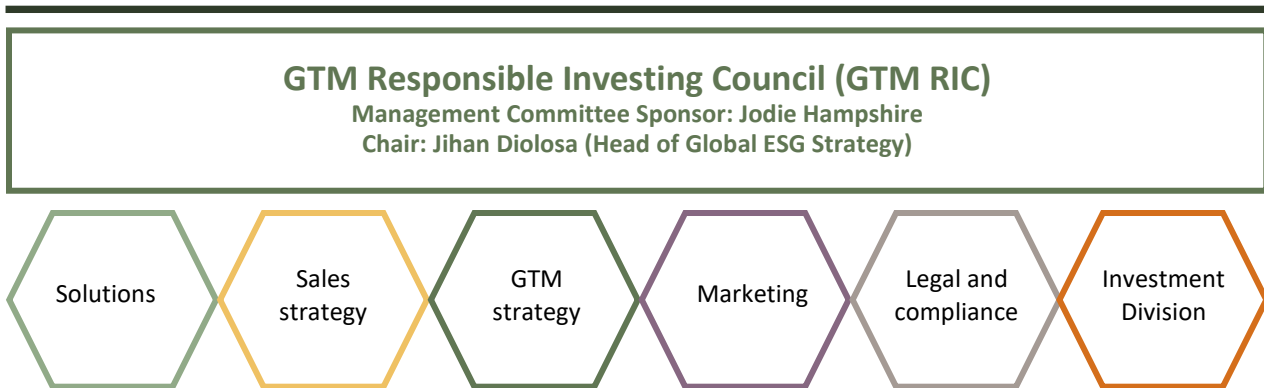 GTM Responsible Investing Council (GTM RIC)
Management Committee Sponsor: Jodie Hampshire
Chair: Jihan Diolosa (Head of Global ESG Strategy)
Solutions
Sales
strategy
GTM
strategy
Marketing
Legal and
compliance
Investment
Division